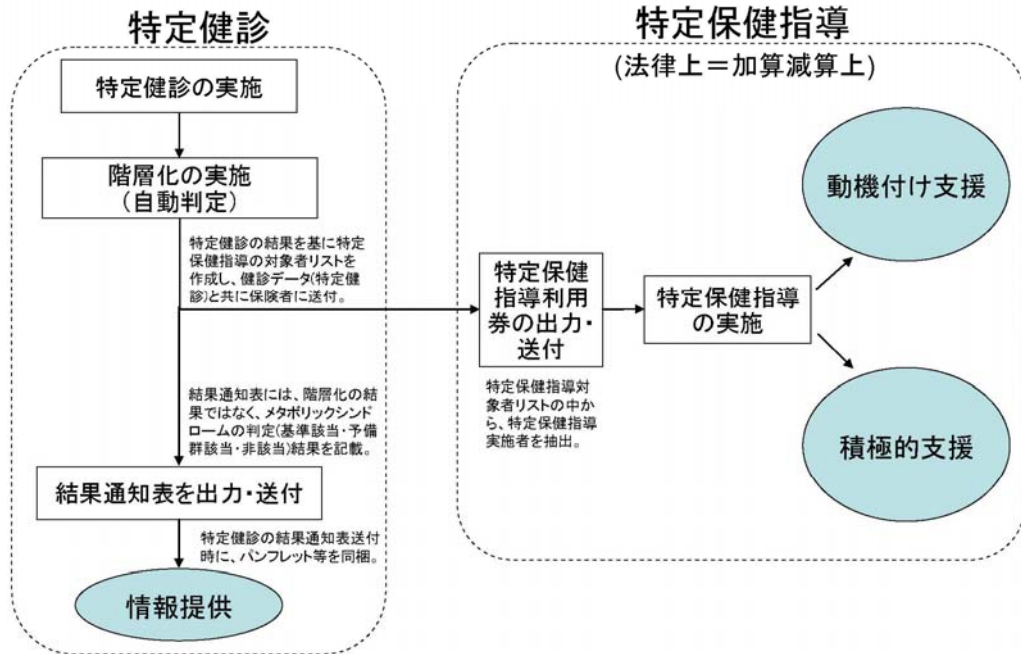 特定健診
特定健診の実施
階層化の実施
(自動判定)
特定健診の結果を基に特定
保健指導の対象者リストを
作成し、健診データ(特定健
診)と共に保険者に送付。
結果通知表には、階層化の結
果ではなく、メタボリックシンド
ロームの判定(基準該当・予備
群該当・非該当)結果を記載。
結果通知表を出力・送付
特定健診の結果通知表送付
時に、パンフレット等を同梱。
情報提供
特定保健指導
(法律上＝加算減算上)
特定保健
指導利用
券の出力・
送付
特定保健指導対
象者リストの中か
ら、特定保健指導
実施者を抽出。
特定保健指導
の実施
動機付け支援
積極的支援